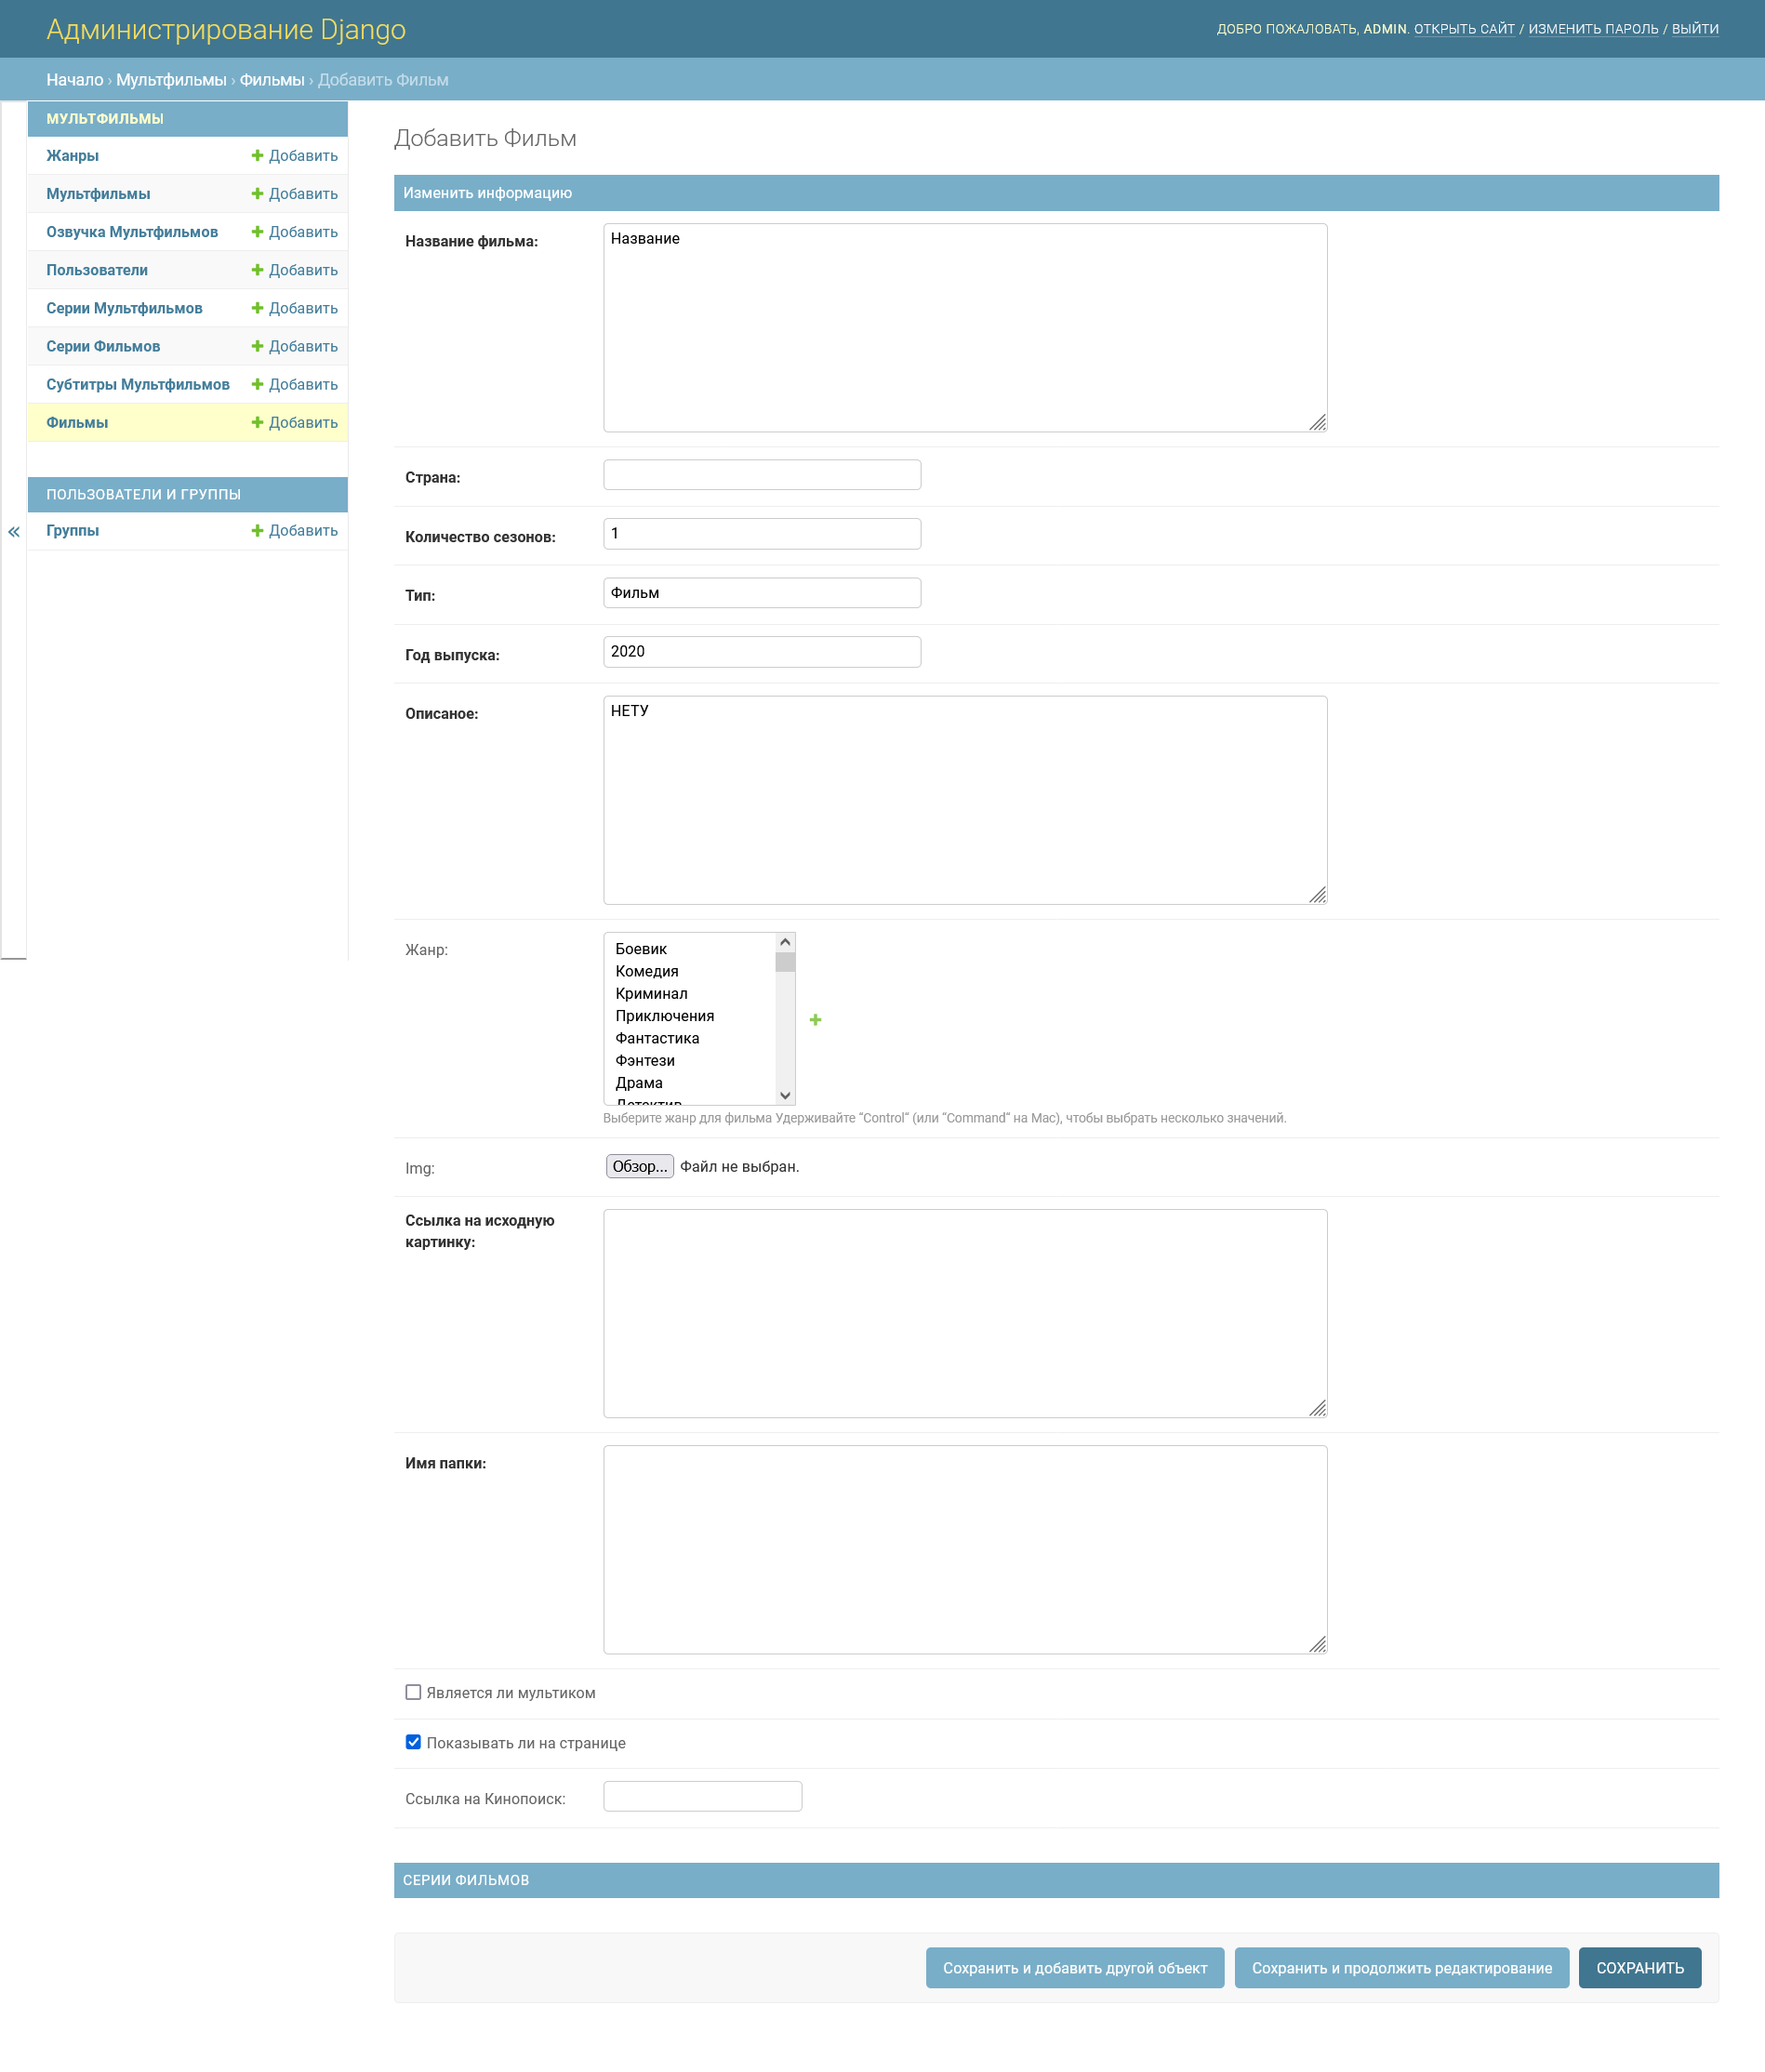 Администрирование Django
ДОБРО ПОЖАЛОВАТЬ, ADMIN. ОТКРЫТЬ САЙТ / ИЗМЕНИТЬ ПАРОЛЬ / ВЫЙТИ
Начало › Мультфильмы › Фильмы › Добавить Фильм
МУЛЬТФИЛЬМЫ
Жанры Добавить
Мультфильмы Добавить
Озвучка Мультфильмов Добавить
Пользователи Добавить
Серии Мультфильмов Добавить
Серии Фильмов Добавить
Субтитры Мультфильмов Добавить
Фильмы Добавить
ПОЛЬЗОВАТЕЛИ И ГРУППЫ
«
Группы Добавить
Добавить Фильм
Изменить информацию
Название фильма: Название
Страна:
Количество сезонов: 1
Тип: Фильм
Год выпуска: 2020
Описаное: НЕТУ
Жанр:
Боевик
Комедия
Криминал
Приключения
Фантастика
Фэнтези
Драма
Детектив
Выберите жанр для фильма Удерживайте “Control“ (или “Command“ на Mac), чтобы выбрать несколько значений.
Img: Обзор... Файл не выбран.
Ссылка на исходную
картинку:
Имя папки:
Является ли мультиком
Показывать ли на странице
Ссылка на Кинопоиск:
СЕРИИ ФИЛЬМОВ
Сохранить и добавить другой объект Сохранить и продолжить редактирование СОХРАНИТЬ